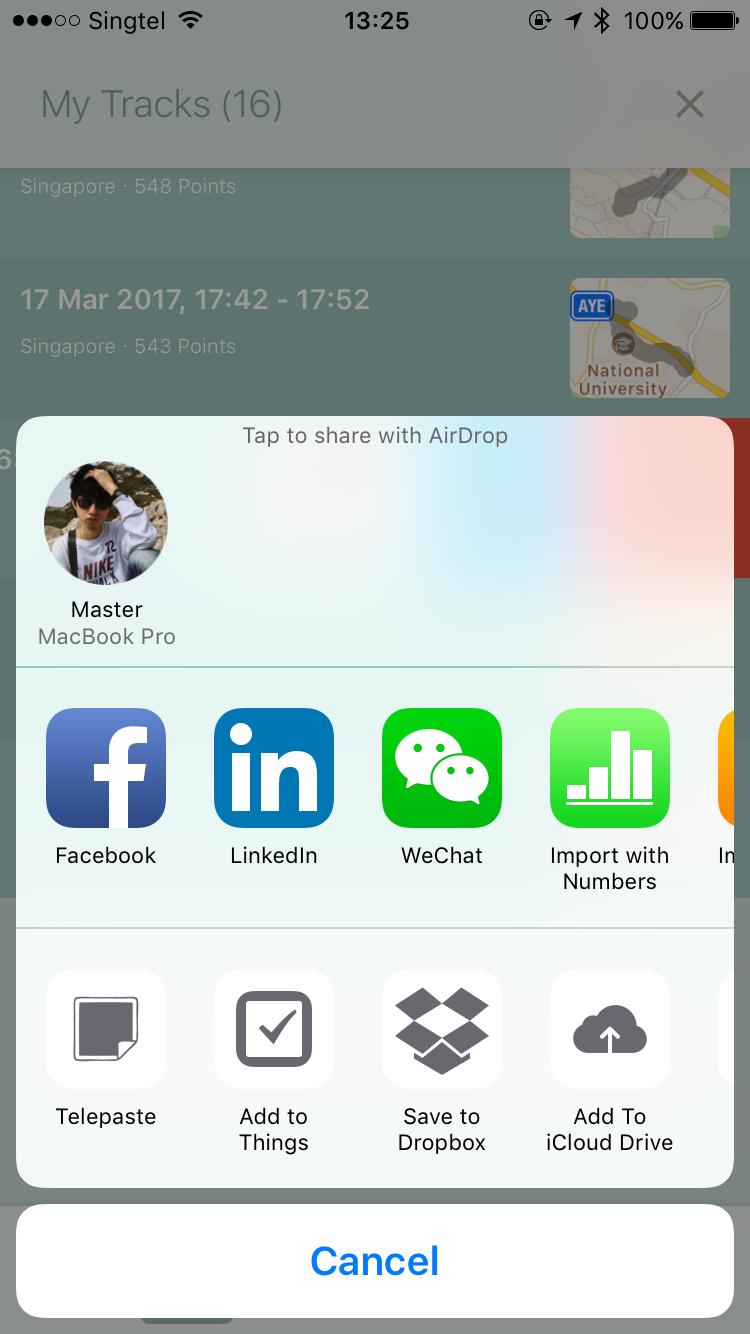 Singtel 13:25 100%
My Tracks (16)
Singapore · 548 Points
17 Mar 2017, 17:42 - 17:52
Singapore · 543 Points
AYE
National
University
Tap to share with AirDrop
NIKE
Master
MacBook Pro
Facebook
LinkedIn
WeChat
Import with
Numbers
Telepaste
Add to
Things
Save to
Dropbox
Add To
iCloud Drive
Cancel